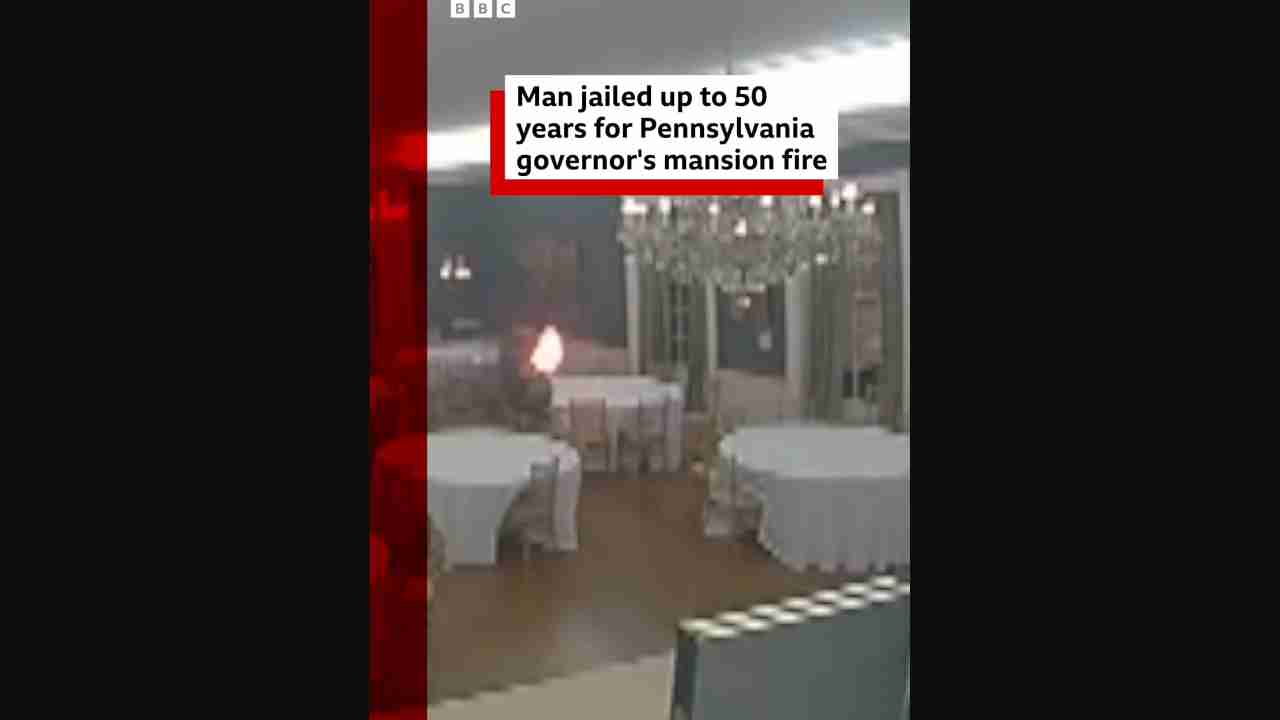 BBC
Man jailed up to 50
years for Pennsylvania
governor's mansion fire